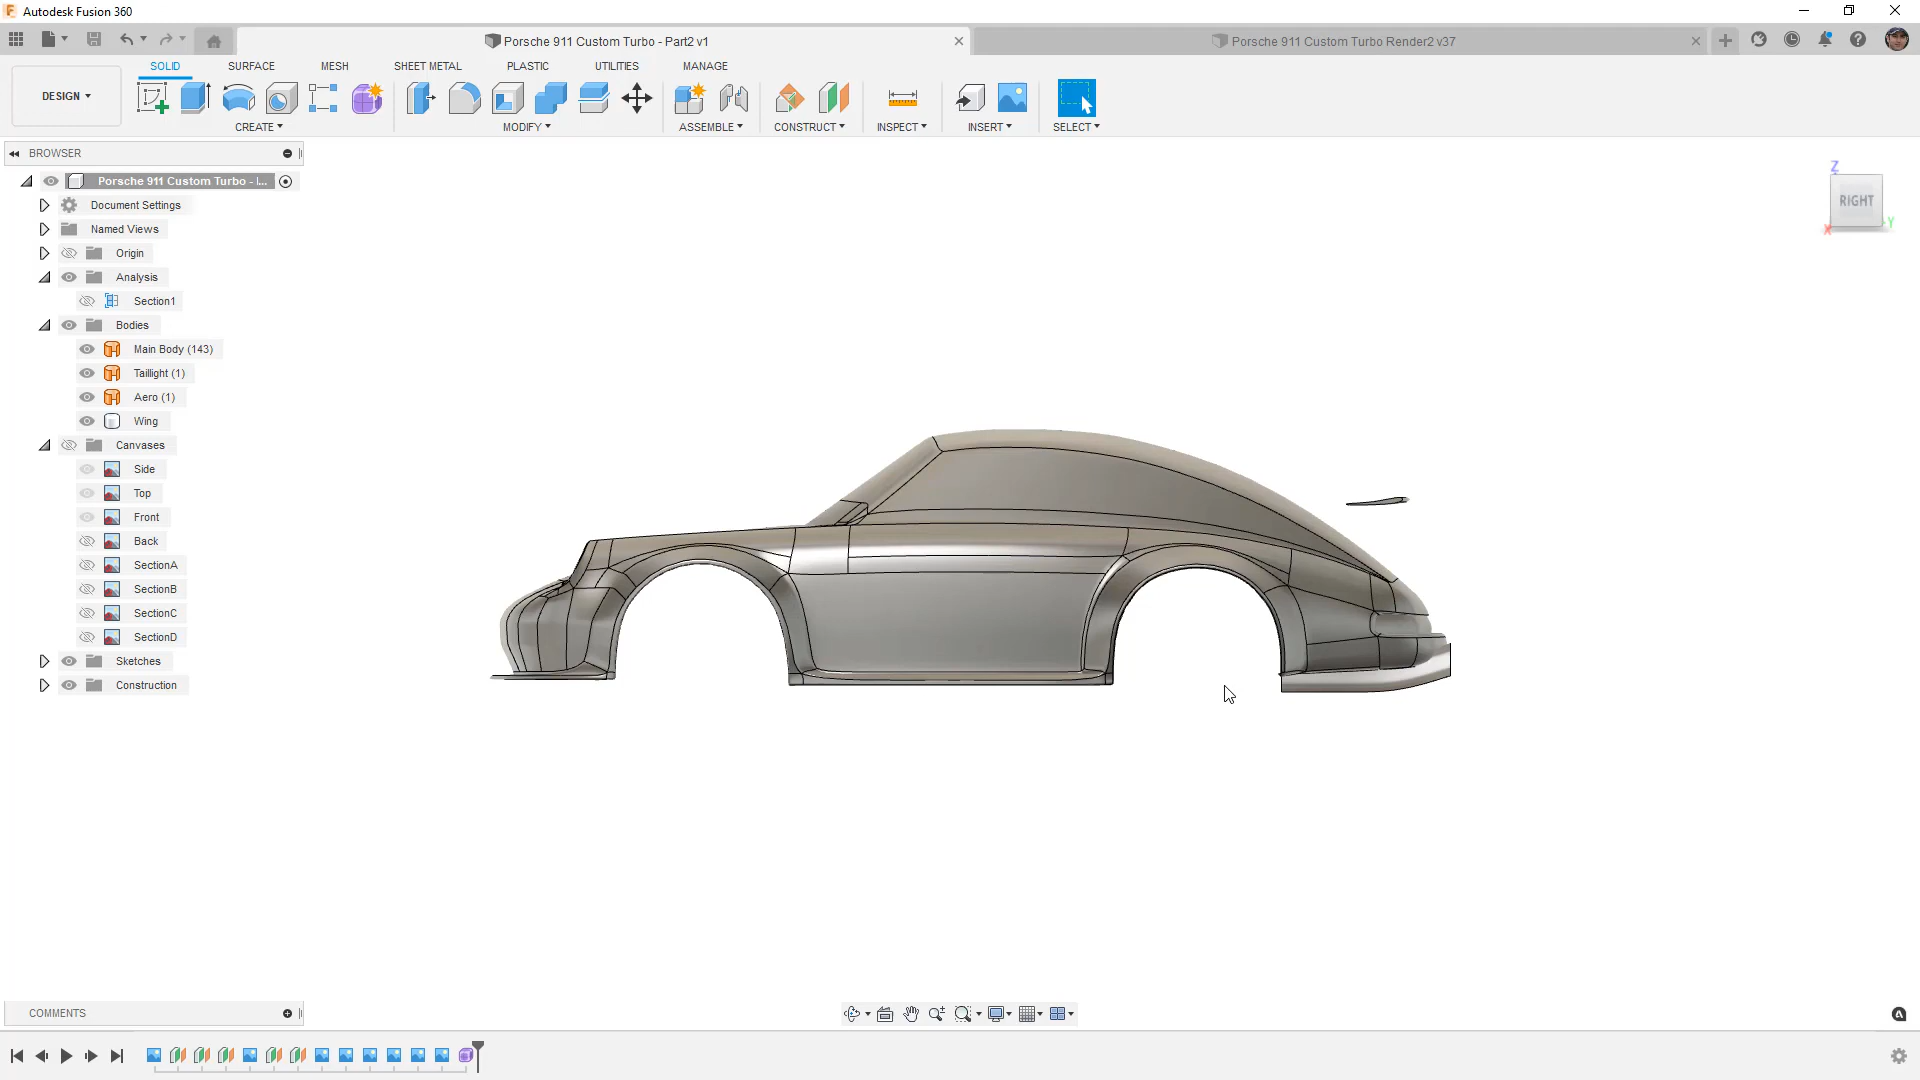 Autodesk Fusion 360
Porsche 911 Custom Turbo - Part2 v1
Porsche 911 Custom Turbo Render2 v37
SOLID SURFACE MESH SHEET METAL PLASTIC UTILITIES MANAGE
DESIGN
CREATE MODIFY ASSEMBLE CONSTRUCT INSPECT INSERT SELECT
BROWSER
Porsche 911 Custom Turbo - I...
Document Settings
Named Views
Origin
Analysis
Section1
Bodies
Main Body (143)
Taillight (1)
Aero (1)
Wing
Canvases
Side
Top
Front
Back
SectionA
SectionB
SectionC
SectionD
Sketches
Construction
Z
RIGHT
Y
X
COMMENTS